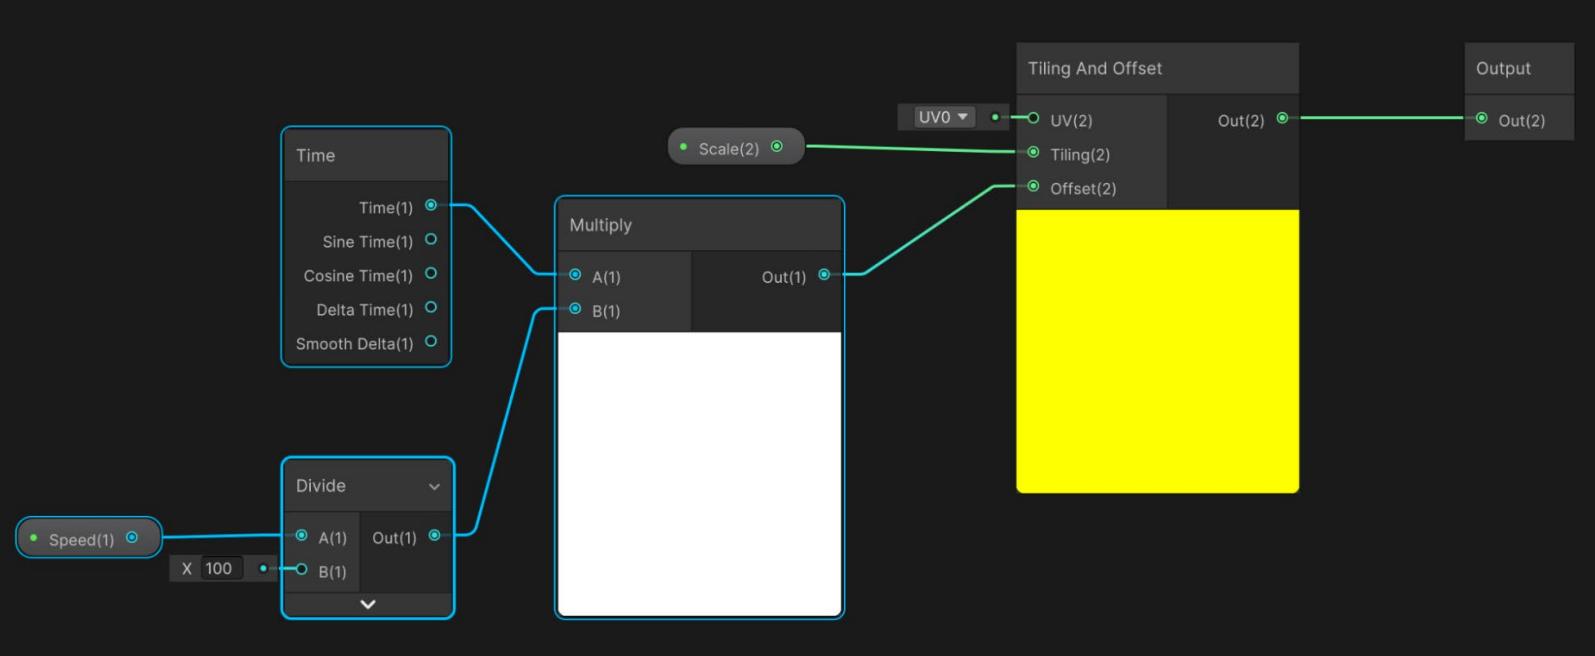 Time
Time(1)
Sine Time(1)
Cosine Time(1)
Delta Time(1)
Smooth Delta(1)
Speed(1)
X 100
Divide
A(1)
B(1)
Out(1)
Multiply
A(1)
B(1)
Out(1)
Scale(2)
UV0
Tiling And Offset
UV(2)
Tiling(2)
Offset(2)
Out(2)
Output
Out(2)